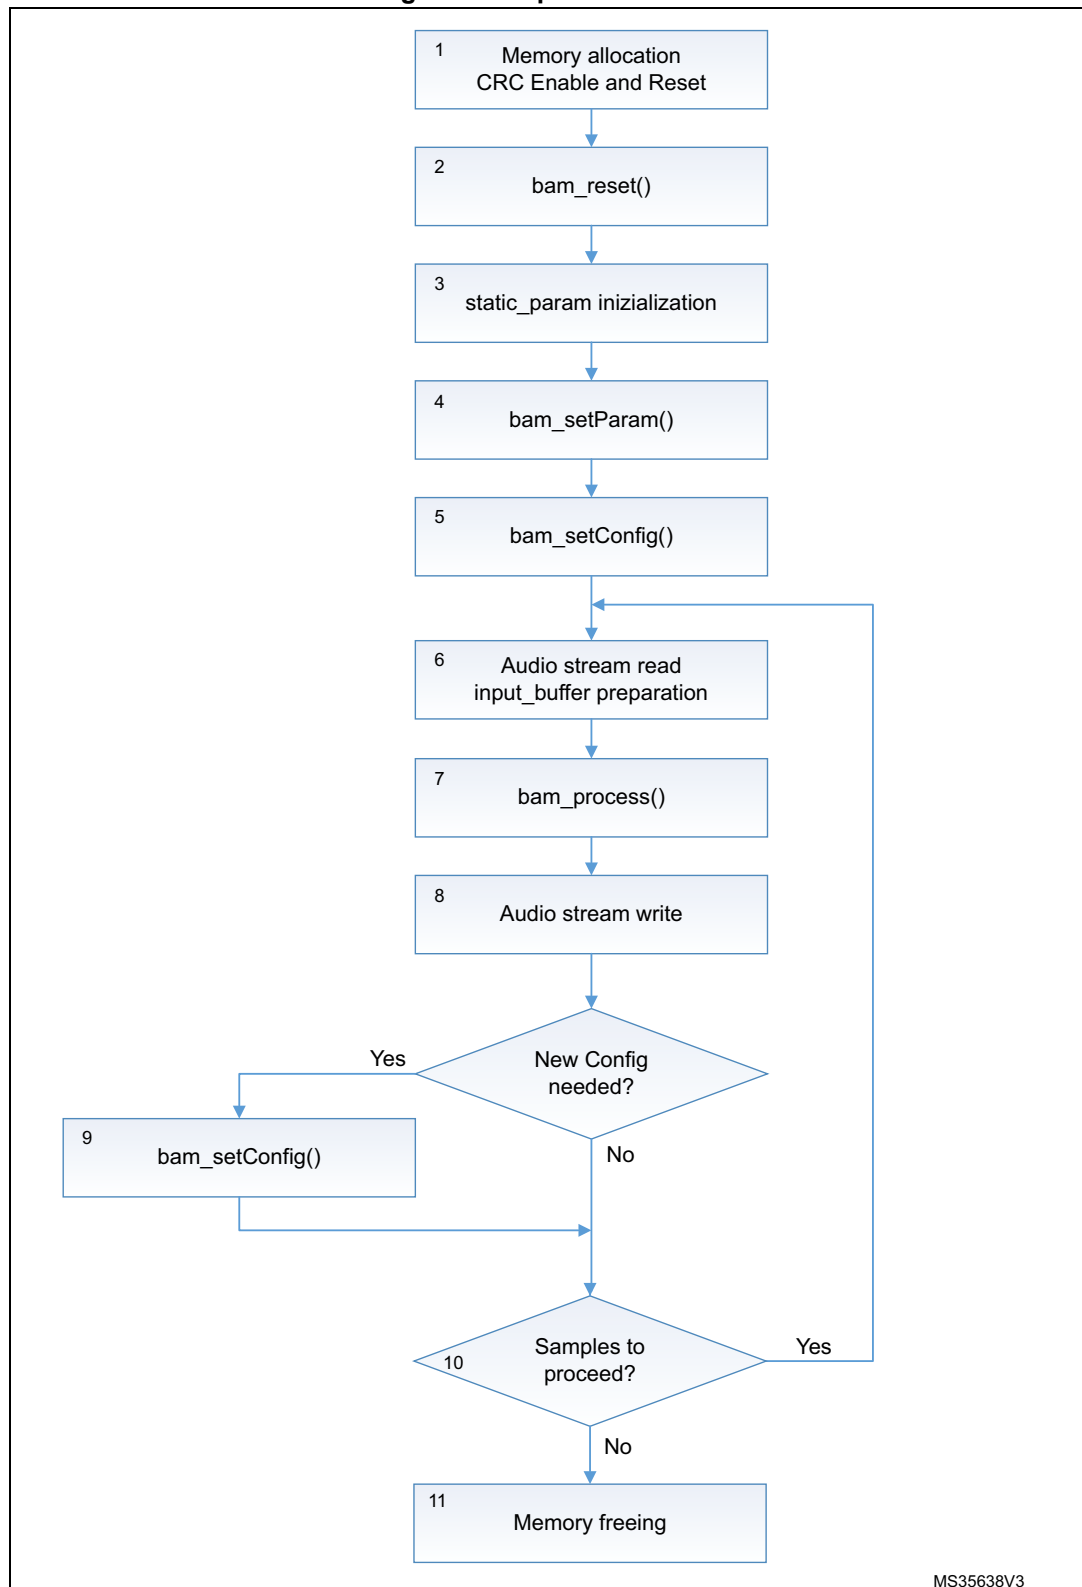 1
Memory allocation
CRC Enable and Reset
2
bam_reset()
3
static_param inizialization
4
bam_setParam()
5
bam_setConfig()
6
Audio stream read
input_buffer preparation
7
bam_process()
8
Audio stream write
Yes
New Config
needed?
9
bam_setConfig()
No
10
Samples to
proceed?
Yes
No
11
Memory freeing
MS35638V3